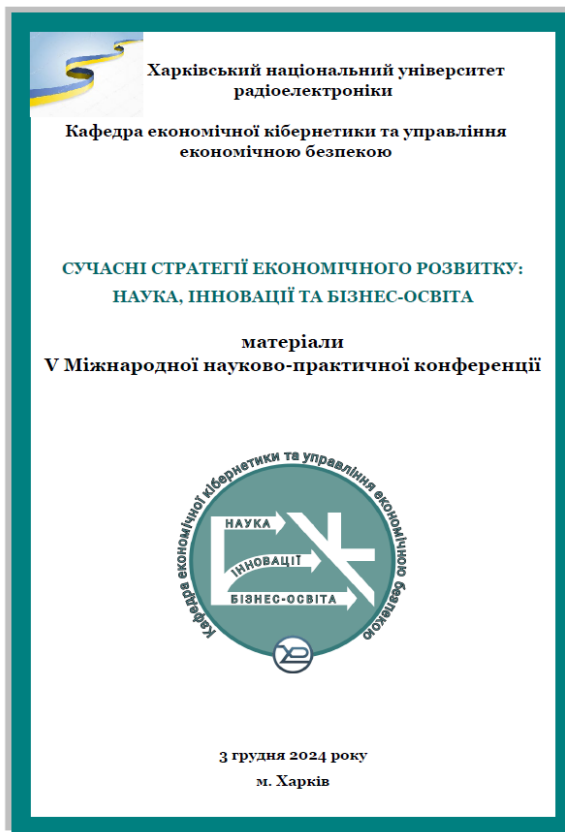 Харківський національний університет
радіоелектроніки
Кафедра економічної кібернетики та управління
економічною безпекою
СУЧАСНІ СТРАТЕГІЇ ЕКОНОМІЧНОГО РОЗВИТКУ:
НАУКА, ІННОВАЦІЇ ТА БІЗНЕС-ОСВІТА
матеріали
V Міжнародної науково-практичної конференції
Кафедра економічної кібернетики та управління економічною безпекою
НАУКА
ІННОВАЦІЇ
БІЗНЕС-ОСВІТА
3 грудня 2024 року
м. Харків